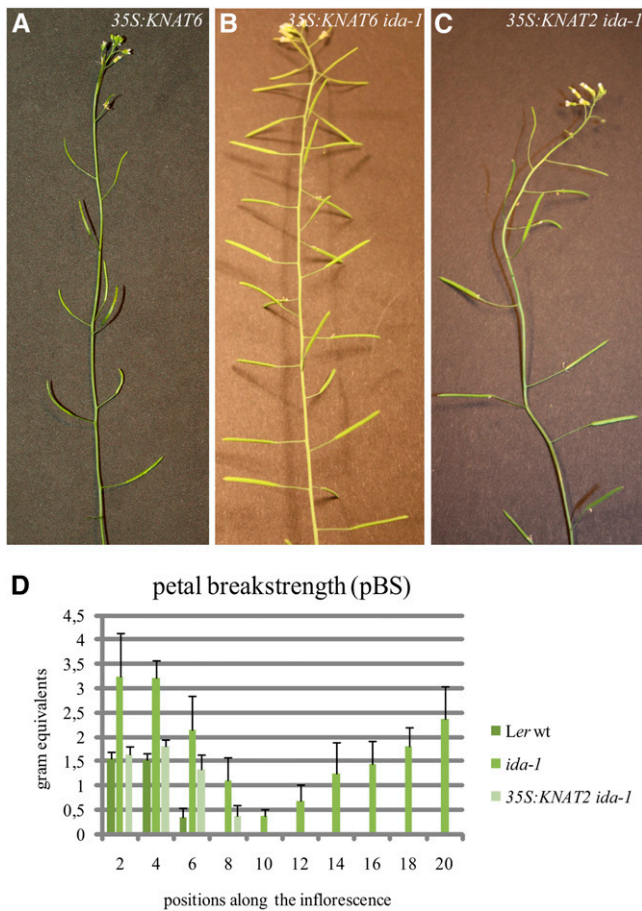 A
35S:KNAT6
B
35S:KNAT6 ida-1
C
35S:KNAT2 ida-1
D
petal breakstrength (pBS)
gram equivalents
4,5
4
3,5
3
2,5
2
1,5
1
0,5
0
2 4 6 8 10 12 14 16 18 20
positions along the inflorescence
Ler wt
ida-1
35S:KNAT2 ida-1